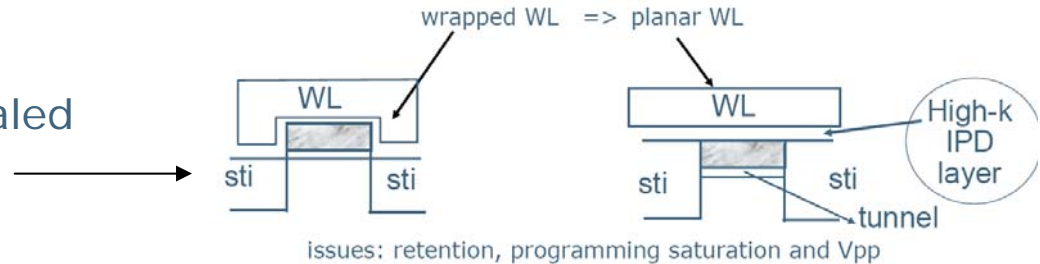 wrapped WL => planar WL
aled
WL
sti
sti
WL
High-k
IPD
layer
sti
sti
tunnel
issues: retention, programming saturation and Vpp